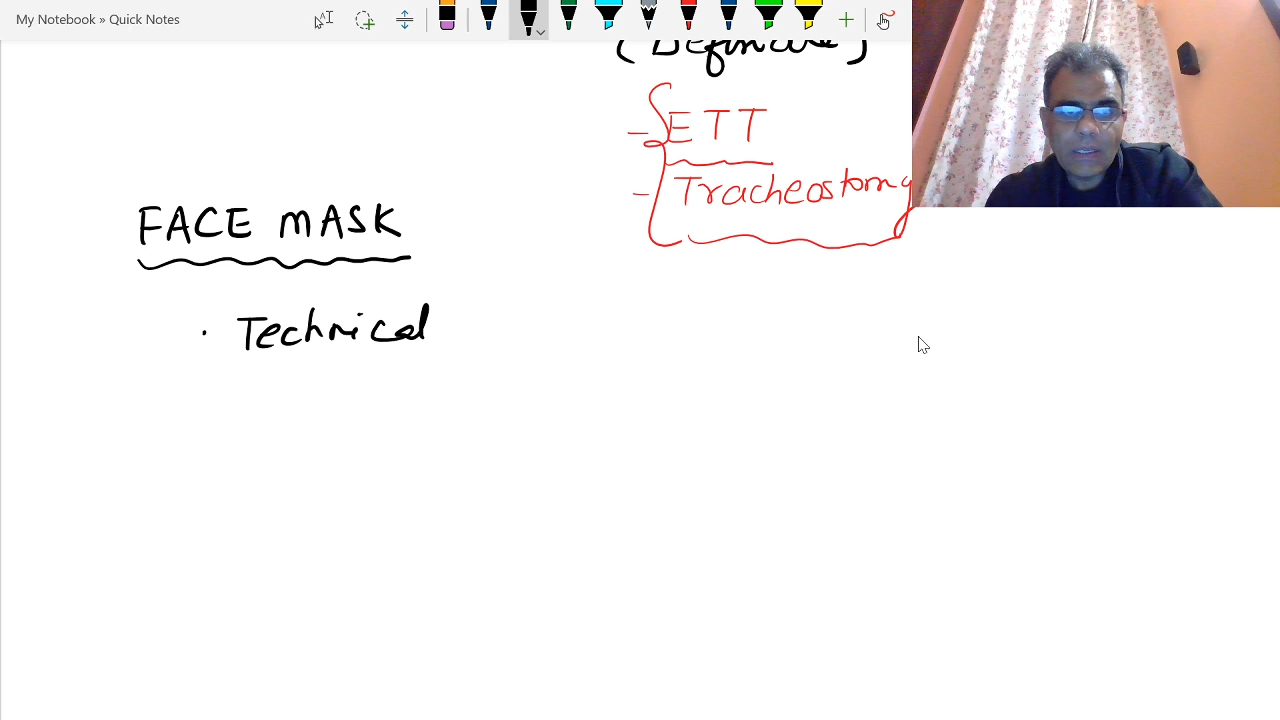 My Notebook » Quick Notes
- ETT
- Tracheostomy
FACE MASK
· Technical